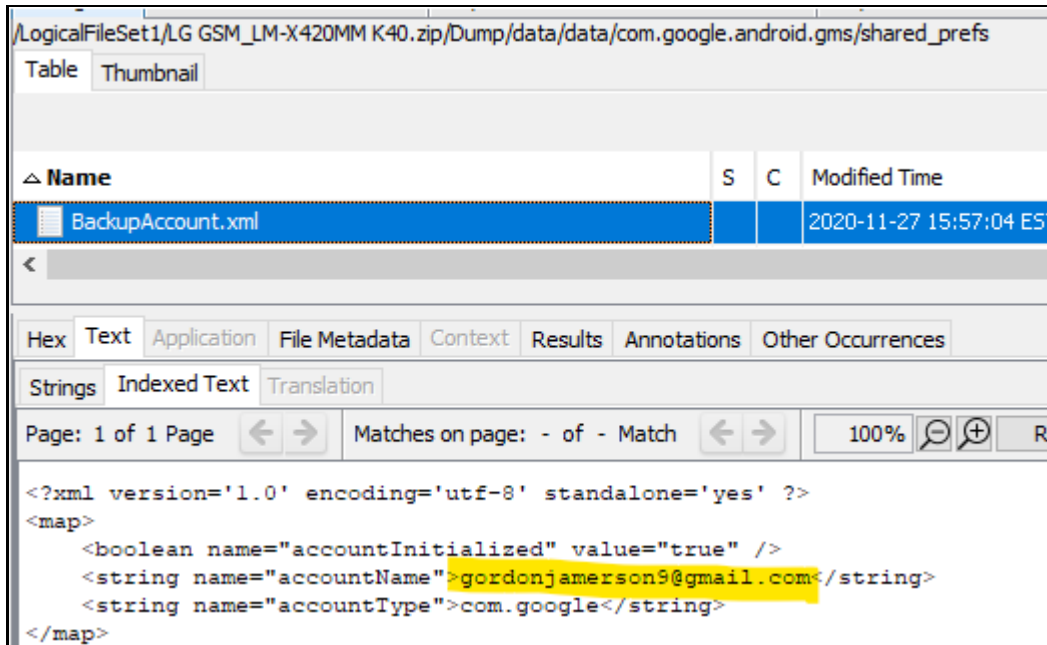 /LogicalFileSet1/LG GSM_LM-X420MM K40.zip/Dump/data/data/com.google.android.gms/shared_prefs
Table Thumbnail
Name S C Modified Time
BackupAccount.xml 2020-11-27 15:57:04 ES
Hex Text Application File Metadata Context Results Annotations Other Occurrences
Strings Indexed Text Translation
Page: 1 of 1 Page Matches on page: - of - Match 100% R
<?xml version='1.0' encoding='utf-8' standalone='yes' ?>
<map>
<boolean name="accountInitialized" value="true" />
<string name="accountName">gordonjamerson9@gmail.com</string>
<string name="accountType">com.google</string>
</map>